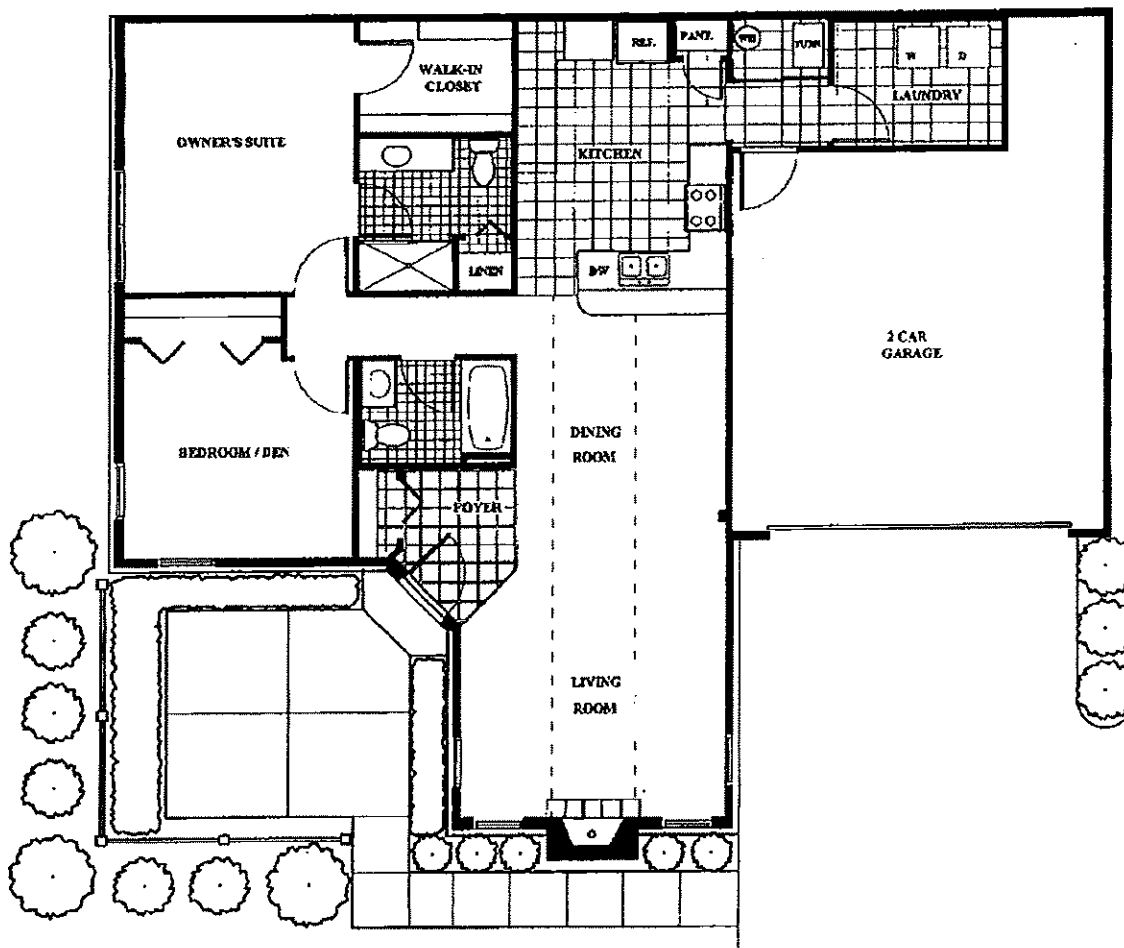 REF.
PANT.
WH
FURN
WALK-IN
CLOSET
W
D
LAUNDRY
OWNER'S SUITE
KITCHEN
LINEN
DW
2 CAR
GARAGE
BEDROOM / DEN
DINING
ROOM
FOYER
LIVING
ROOM